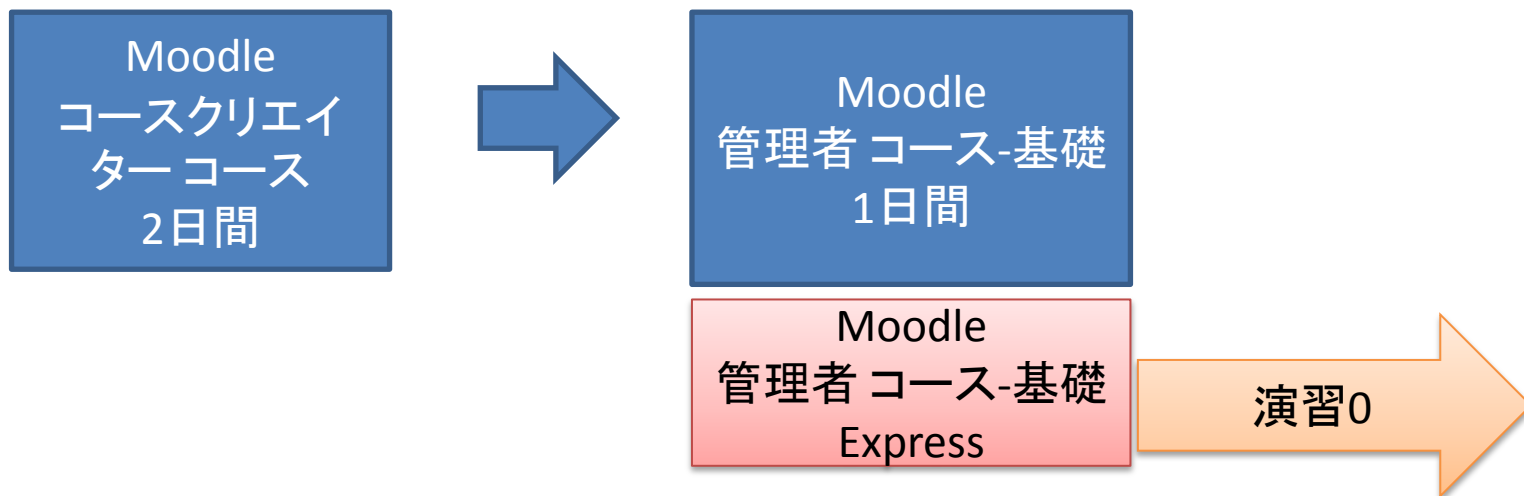 Moodle
コースクリエイ
ター コース
2日間
Moodle
管理者 コース-基礎
1日間
Moodle
管理者 コース-基礎
Express
演習0